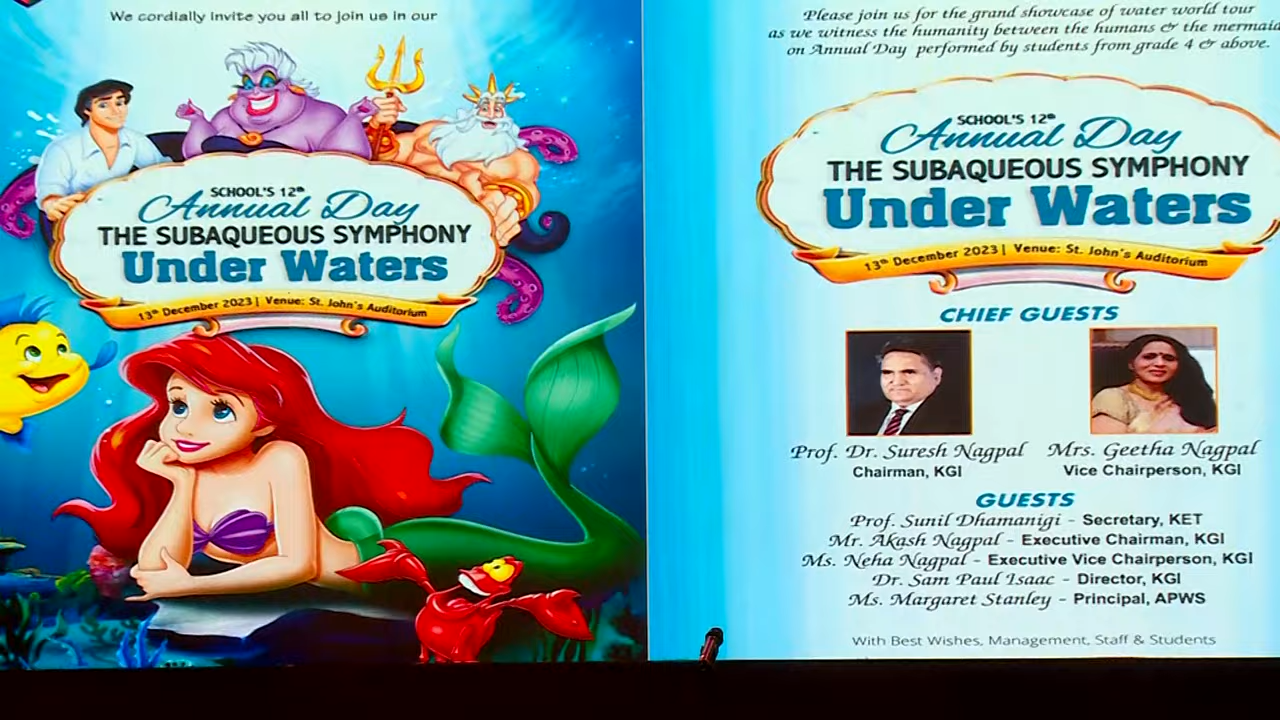 We cordially invite you all to join us in our
SCHOOL'S 12th
Annual Day
THE SUBAQUEOUS SYMPHONY
Under Waters
13th December 2023 | Venue: St. John's Auditorium
Please join us for the grand showcase of water world tour
as we witness the humanity between the humans & the mermaid
on Annual Day performed by students from grade 4 & above.
SCHOOL'S 12th
Annual Day
THE SUBAQUEOUS SYMPHONY
Under Waters
13th December 2023 | Venue: St. John's Auditorium
CHIEF GUESTS
Prof. Dr. Suresh Nagpal
Chairman, KGI
Mrs. Geetha Nagpal
Vice Chairperson, KGI
GUESTS
Prof. Sunil Dhamanigi - Secretary, KET
Mr. Akash Nagpal - Executive Chairman, KGI
Ms. Neha Nagpal - Executive Vice Chairperson, KGI
Dr. Sam Paul Isaac - Director, KGI
Ms. Margaret Stanley - Principal, APWS
With Best Wishes, Management, Staff & Students